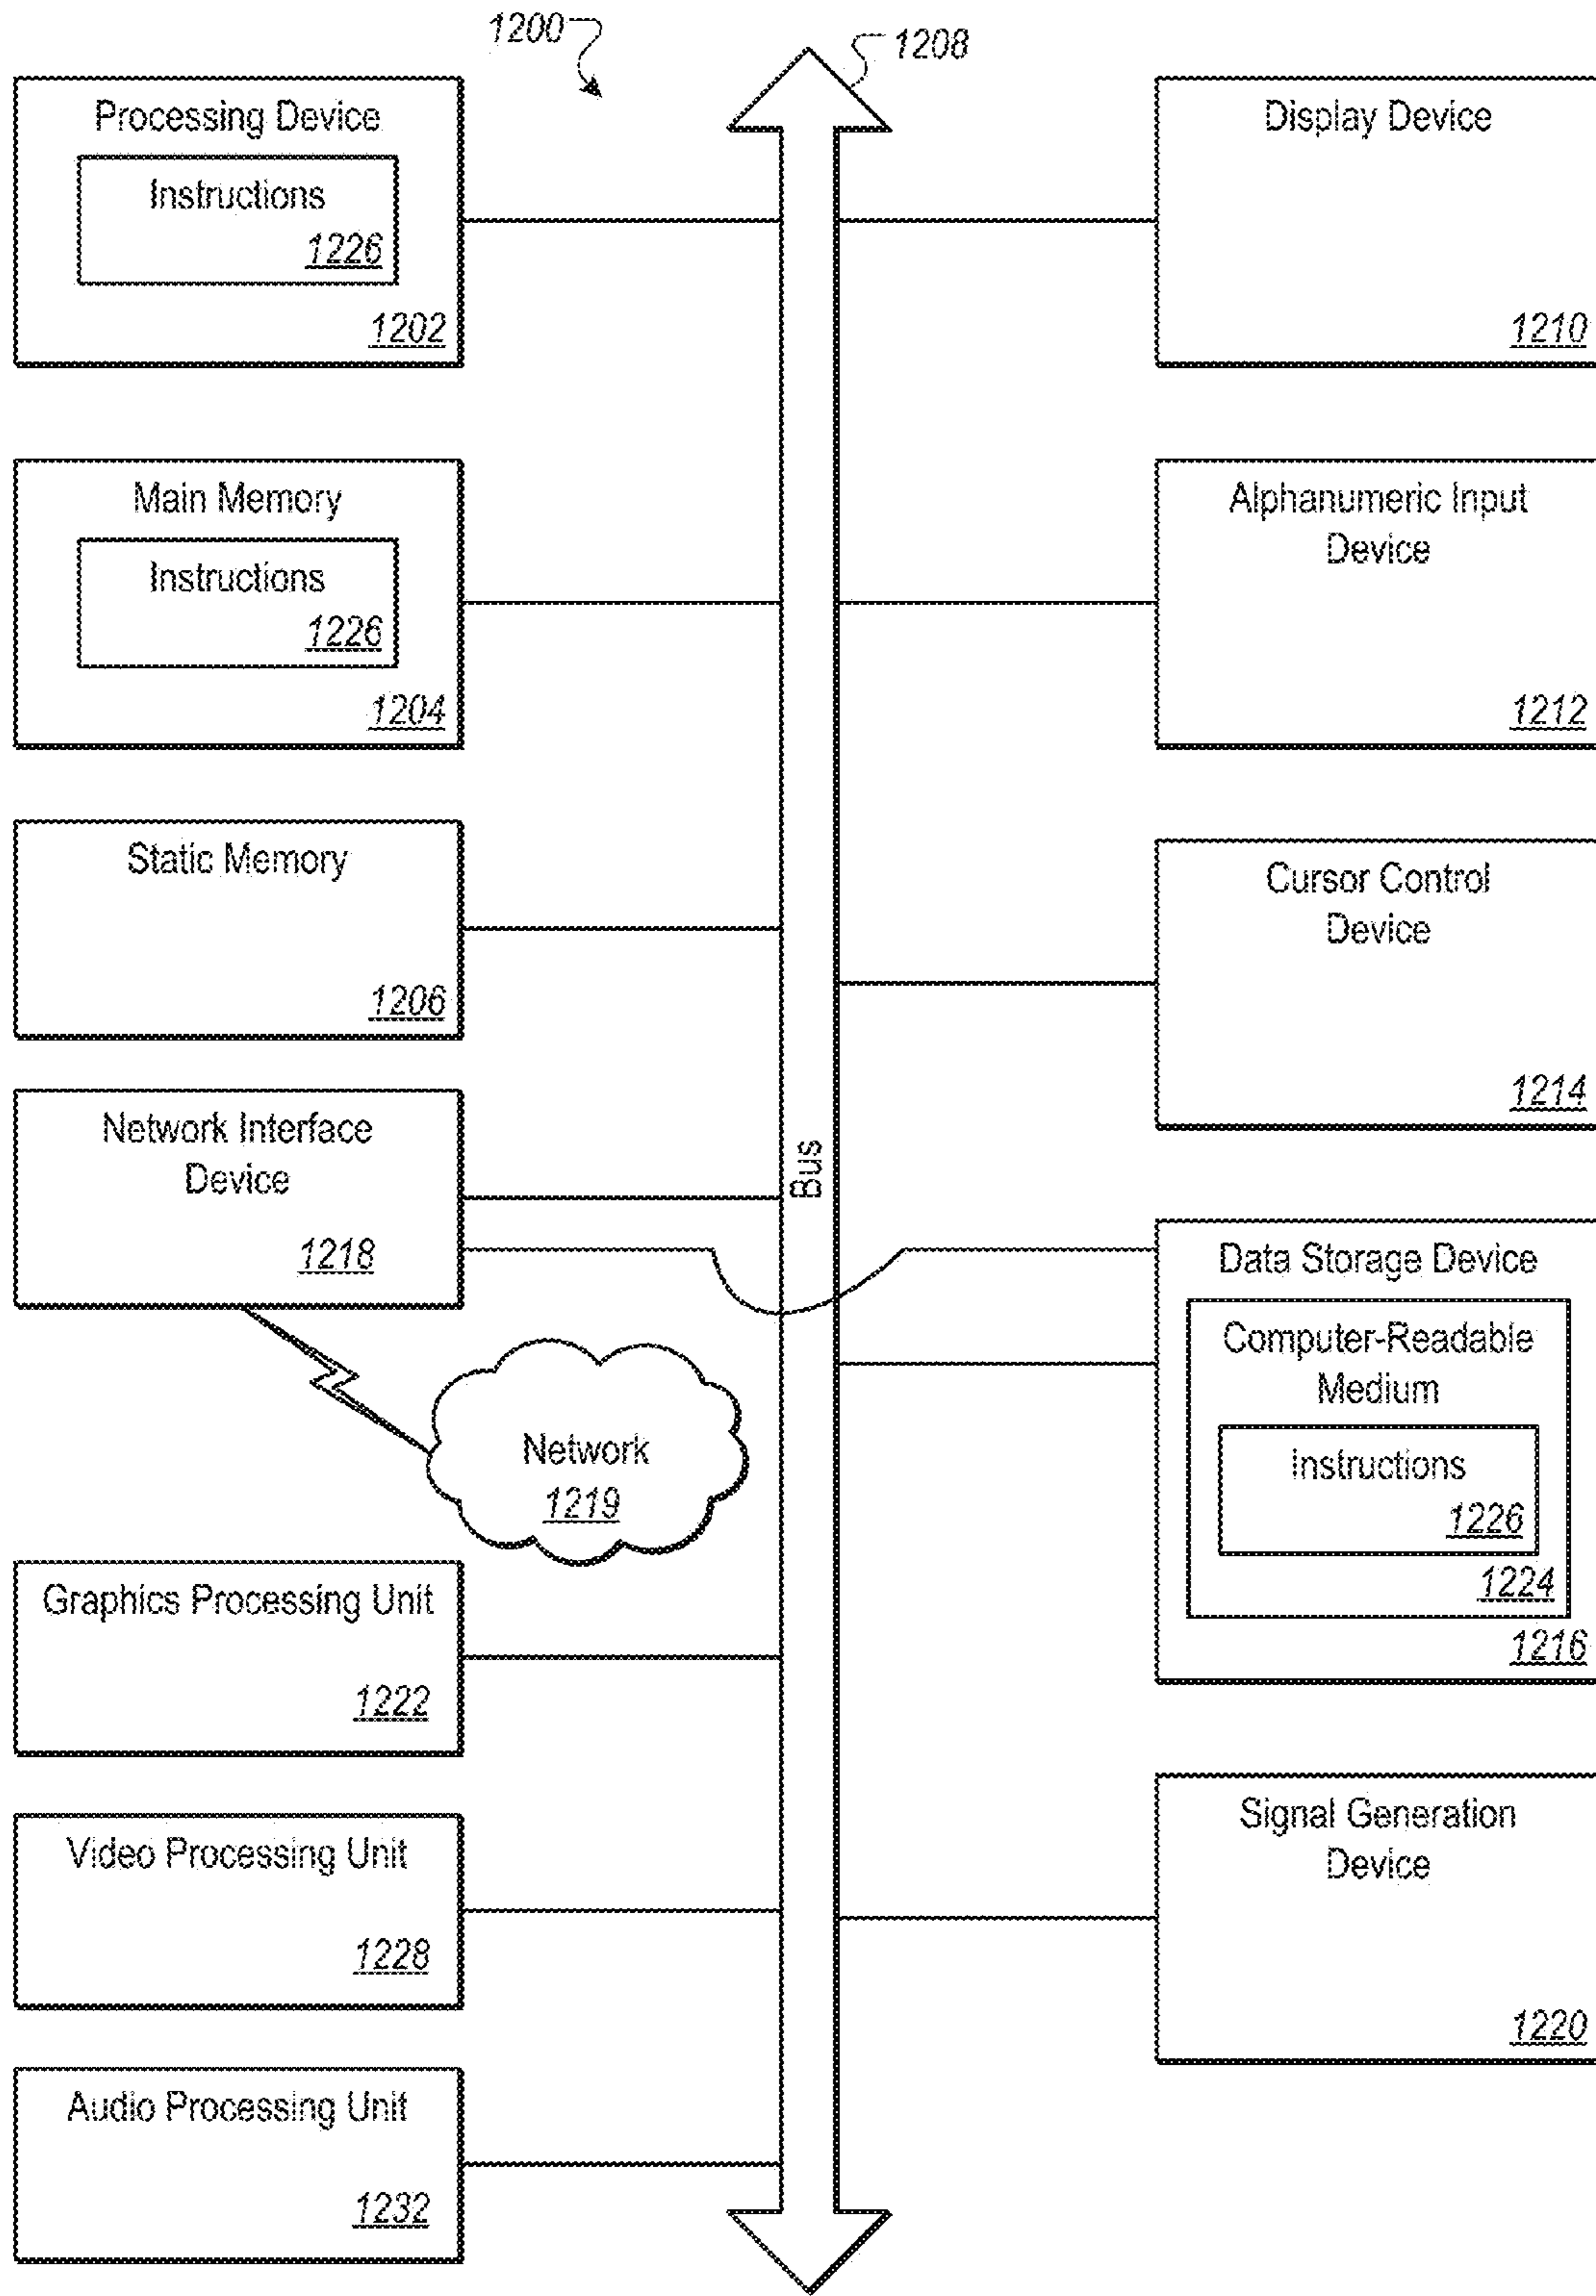 1200
1208
Processing Device
Instructions
1226
1202
Main Memory
Instructions
1226
1204
Static Memory
1206
Network Interface
Device
1218
Network
1219
Graphics Processing Unit
1222
Video Processing Unit
1228
Audio Processing Unit
1232
Bus
Display Device
1210
Alphanumeric Input
Device
1212
Cursor Control
Device
1214
Data Storage Device
Computer-Readable
Medium
Instructions
1226
1224
1216
Signal Generation
Device
1220